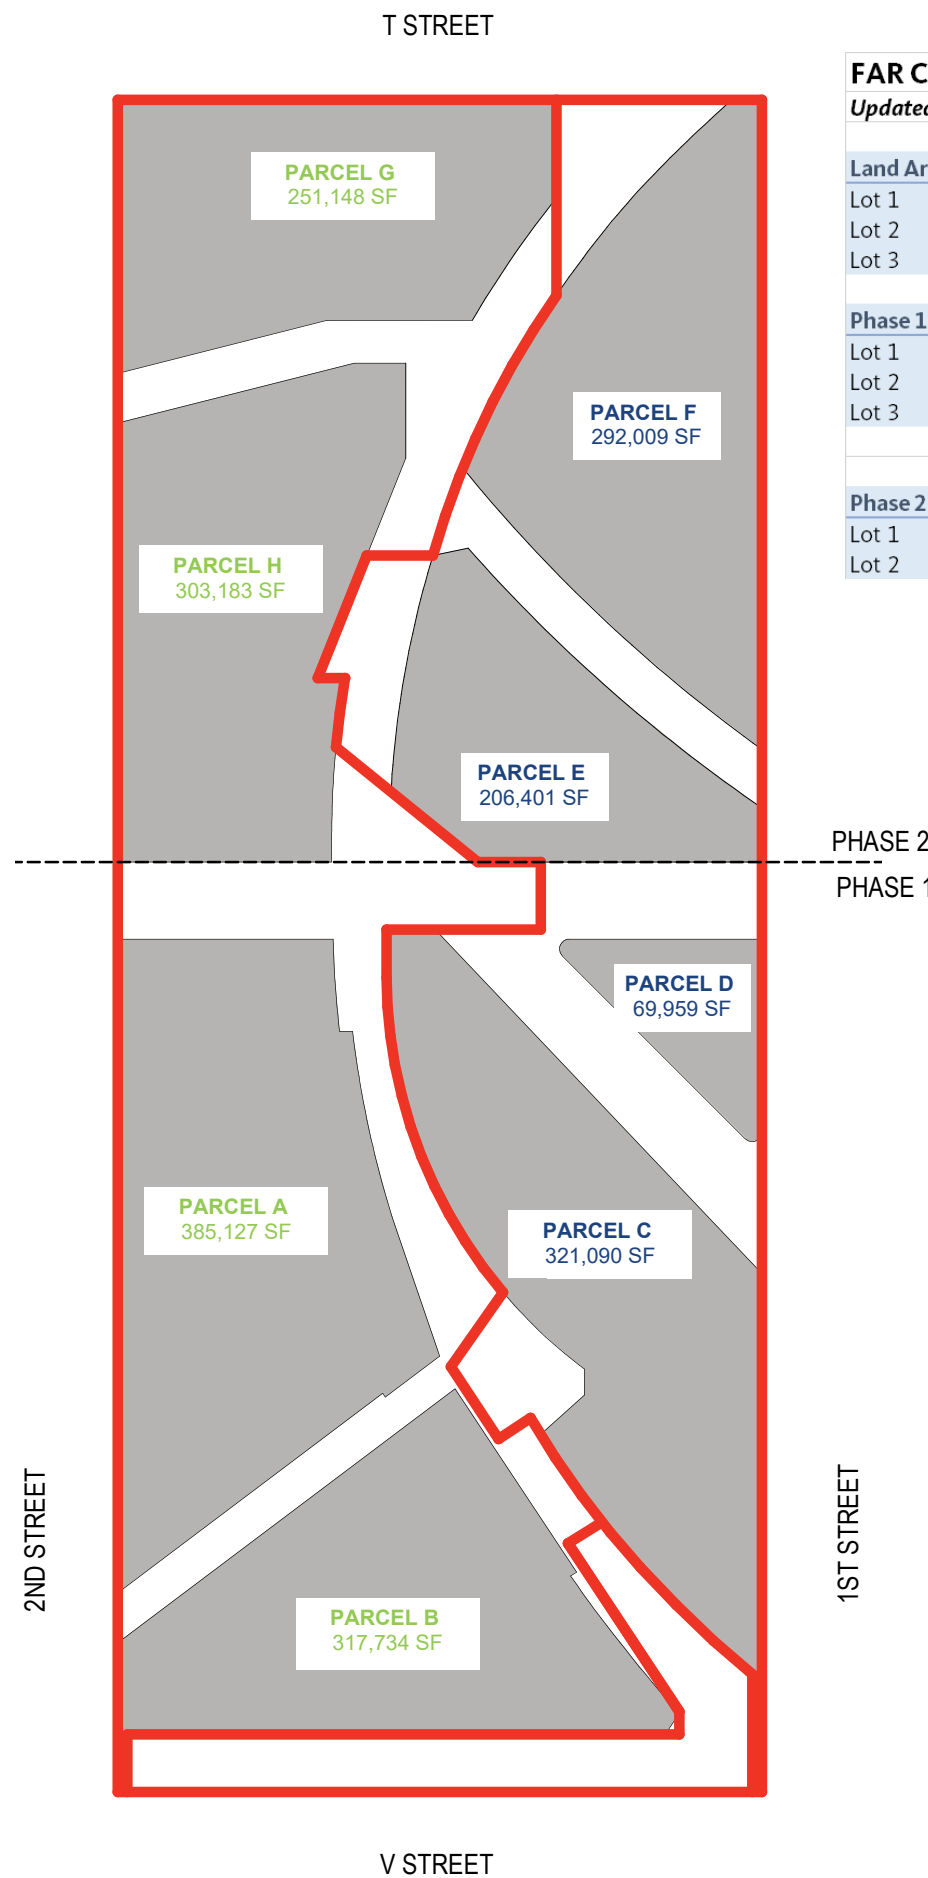 T STREET
FAR C
Updated
Land Ar
Lot 1
Lot 2
Lot 3
Phase 1
Lot 1
Lot 2
Lot 3
Phase 2
Lot 1
Lot 2
PARCEL G
251,148 SF
PARCEL F
292,009 SF
PARCEL H
303,183 SF
PARCEL E
206,401 SF
PHASE 2
PHASE 1
PARCEL D
69,959 SF
PARCEL A
385,127 SF
PARCEL C
321,090 SF
2ND STREET
1ST STREET
PARCEL B
317,734 SF
V STREET